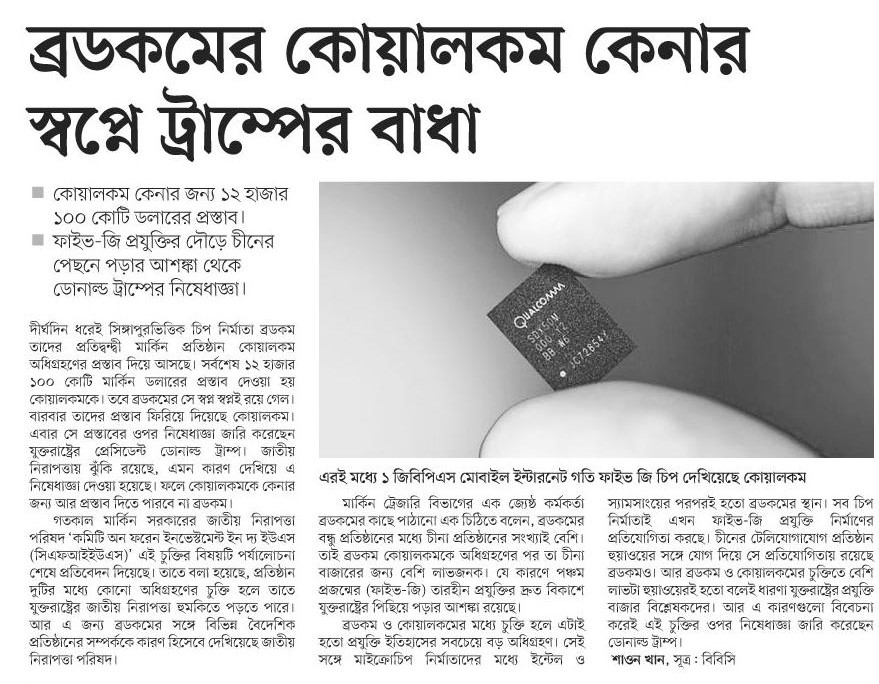 ব্রডকমের কোয়ালকম কেনার
স্বপ্নে ট্রাম্পের বাধা
কোয়ালকম কেনার জন্য ১২ হাজার
১০০ কোটি ডলারের প্রস্তাব।
ফাইভ-জি প্রযুক্তির দৌড়ে চীনের
পেছনে পড়ার আশঙ্কা থেকে
ডোনাল্ড ট্রাম্পের নিষেধাজ্ঞা।
দীর্ঘদিন ধরেই সিঙ্গাপুরভিত্তিক চিপ নির্মাতা ব্রডকম
তাদের প্রতিদ্বন্দ্বী মার্কিন প্রতিষ্ঠান কোয়ালকম
অধিগ্রহণের প্রস্তাব দিয়ে আসছে। সর্বশেষ ১২ হাজার
১০০ কোটি মার্কিন ডলারের প্রস্তাব দেওয়া হয়
কোয়ালকমকে। তবে ব্রডকমের সে স্বপ্ন স্বপ্নই রয়ে গেল।
বারবার তাদের প্রস্তাব ফিরিয়ে দিয়েছে কোয়ালকম।
এবার সে প্রস্তাবের ওপর নিষেধাজ্ঞা জারি করেছেন
যুক্তরাষ্ট্রের প্রেসিডেন্ট ডোনাল্ড ট্রাম্প। জাতীয়
নিরাপত্তায় ঝুঁকি রয়েছে, এমন কারণ দেখিয়ে এ
নিষেধাজ্ঞা দেওয়া হয়েছে। ফলে কোয়ালকমকে কেনার
জন্য আর প্রস্তাব দিতে পারবে না ব্রডকম।
গতকাল মার্কিন সরকারের জাতীয় নিরাপত্তা
পরিষদ ‘কমিটি অন ফরেন ইনভেস্টমেন্ট ইন দ্য ইউএস
(সিএফআইইউএস)’ এই চুক্তির বিষয়টি পর্যালোচনা
শেষে প্রতিবেদন দিয়েছে। তাতে বলা হয়েছে, প্রতিষ্ঠান
দুটির মধ্যে কোনো অধিগ্রহণের চুক্তি হলে তাতে
যুক্তরাষ্ট্রের জাতীয় নিরাপত্তা হুমকিতে পড়তে পারে।
আর এ জন্য ব্রডকমের সঙ্গে বিভিন্ন বৈদেশিক
প্রতিষ্ঠানের সম্পর্ককে কারণ হিসেবে দেখিয়েছে জাতীয়
নিরাপত্তা পরিষদ।
QUALCOMM
SDX50M
200 12
BB WG
JC72654
এরই মধ্যে ১ জিবিপিএস মোবাইল ইন্টারনেট গতি ফাইভ জি চিপ দেখিয়েছে কোয়ালকম
মার্কিন ট্রেজারি বিভাগের এক জ্যেষ্ঠ কর্মকর্তা
ব্রডকমের কাছে পাঠানো এক চিঠিতে বলেন, ব্রডকমের
বন্ধু প্রতিষ্ঠানের মধ্যে চীনা প্রতিষ্ঠানের সংখ্যাই বেশি।
তাই ব্রডকম কোয়ালকমকে অধিগ্রহণের পর তা চীনা
বাজারের জন্য বেশি লাভজনক। যে কারণে পঞ্চম
প্রজন্মের (ফাইভ-জি) তারহীন প্রযুক্তির দ্রুত বিকাশে
যুক্তরাষ্ট্রের পিছিয়ে পড়ার আশঙ্কা রয়েছে।
ব্রডকম ও কোয়ালকমের মধ্যে চুক্তি হলে এটাই
হতো প্রযুক্তি ইতিহাসের সবচেয়ে বড় অধিগ্রহণ। সেই
সঙ্গে মাইক্রোচিপ নির্মাতাদের মধ্যে ইন্টেল ও
স্যামসাংয়ের পরপরই হতো ব্রডকমের স্থান। সব চিপ
নির্মাতাই এখন ফাইভ-জি প্রযুক্তি নির্মাণের
প্রতিযোগিতা করছে। চীনের টেলিযোগাযোগ প্রতিষ্ঠান
হুয়াওয়ের সঙ্গে যোগ দিয়ে সে প্রতিযোগিতায় রয়েছে
ব্রডকমও। আর ব্রডকম ও কোয়ালকমের চুক্তিতে বেশি
লাভটা হুয়াওয়েরই হতো বলেই ধারণা যুক্তরাষ্ট্রের প্রযুক্তি
বাজার বিশ্লেষকদের। আর এ কারণগুলো বিবেচনা
করেই এই চুক্তির ওপর নিষেধাজ্ঞা জারি করেছেন
ডোনাল্ড ট্রাম্প।
শাওন খান, সূত্র : বিবিসি